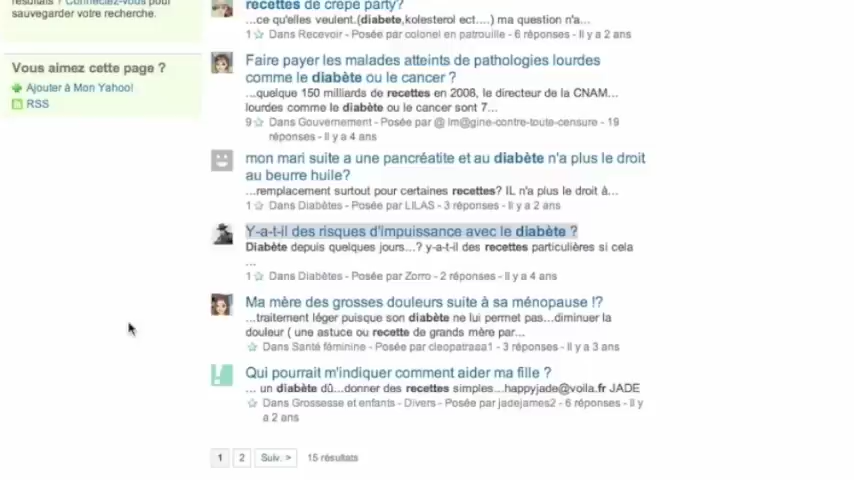 résultats ? Connectez-vous pour
sauvegarder votre recherche.
Vous aimez cette page ?
Ajouter à Mon Yahoo!
RSS
recettes de crêpe party?
...ce qu'elles veulent.(diabete,kolesterol ect....) ma question n'a...
1 Dans Recevoir - Posée par colonel en patrouille - 6 réponses - Il y a 2 ans
Faire payer les malades atteints de pathologies lourdes
comme le diabète ou le cancer ?
...quelque 150 milliards de recettes en 2008, le directeur de la CNAM...
lourdes comme le diabète ou le cancer sont 7...
9 Dans Gouvernement - Posée par @ Im@gine-contre-toute-censure - 19
réponses - Il y a 4 ans
mon mari suite a une pancréatite et au diabète n'a plus le droit
au beurre huile?
...remplacement surtout pour certaines recettes? IL n'a plus le droit à...
1 Dans Diabètes - Posée par LILAS - 3 réponses - Il y a 2 ans
Y-a-t-il des risques d'impuissance avec le diabète ?
Diabète depuis quelques jours...? y-a-t-il des recettes particulières si cela
...
1 Dans Diabètes - Posée par Zorro - 2 réponses - Il y a 4 ans
Ma mère des grosses douleurs suite à sa ménopause !?
...traitement léger puisque son diabète ne lui permet pas...diminuer la
douleur ( une astuce ou recette de grands mère par...
Dans Santé féminine - Posée par cleopatraaa1 - 3 réponses - Il y a 3 ans
Qui pourrait m'indiquer comment aider ma fille ?
... un diabète dû...donner des recettes simples...happyjade@voila.fr JADE
Dans Grossesse et enfants - Divers - Posée par jadejames2 - 6 réponses - Il y
a 2 ans
1 2 Suiv. > 15 résultats